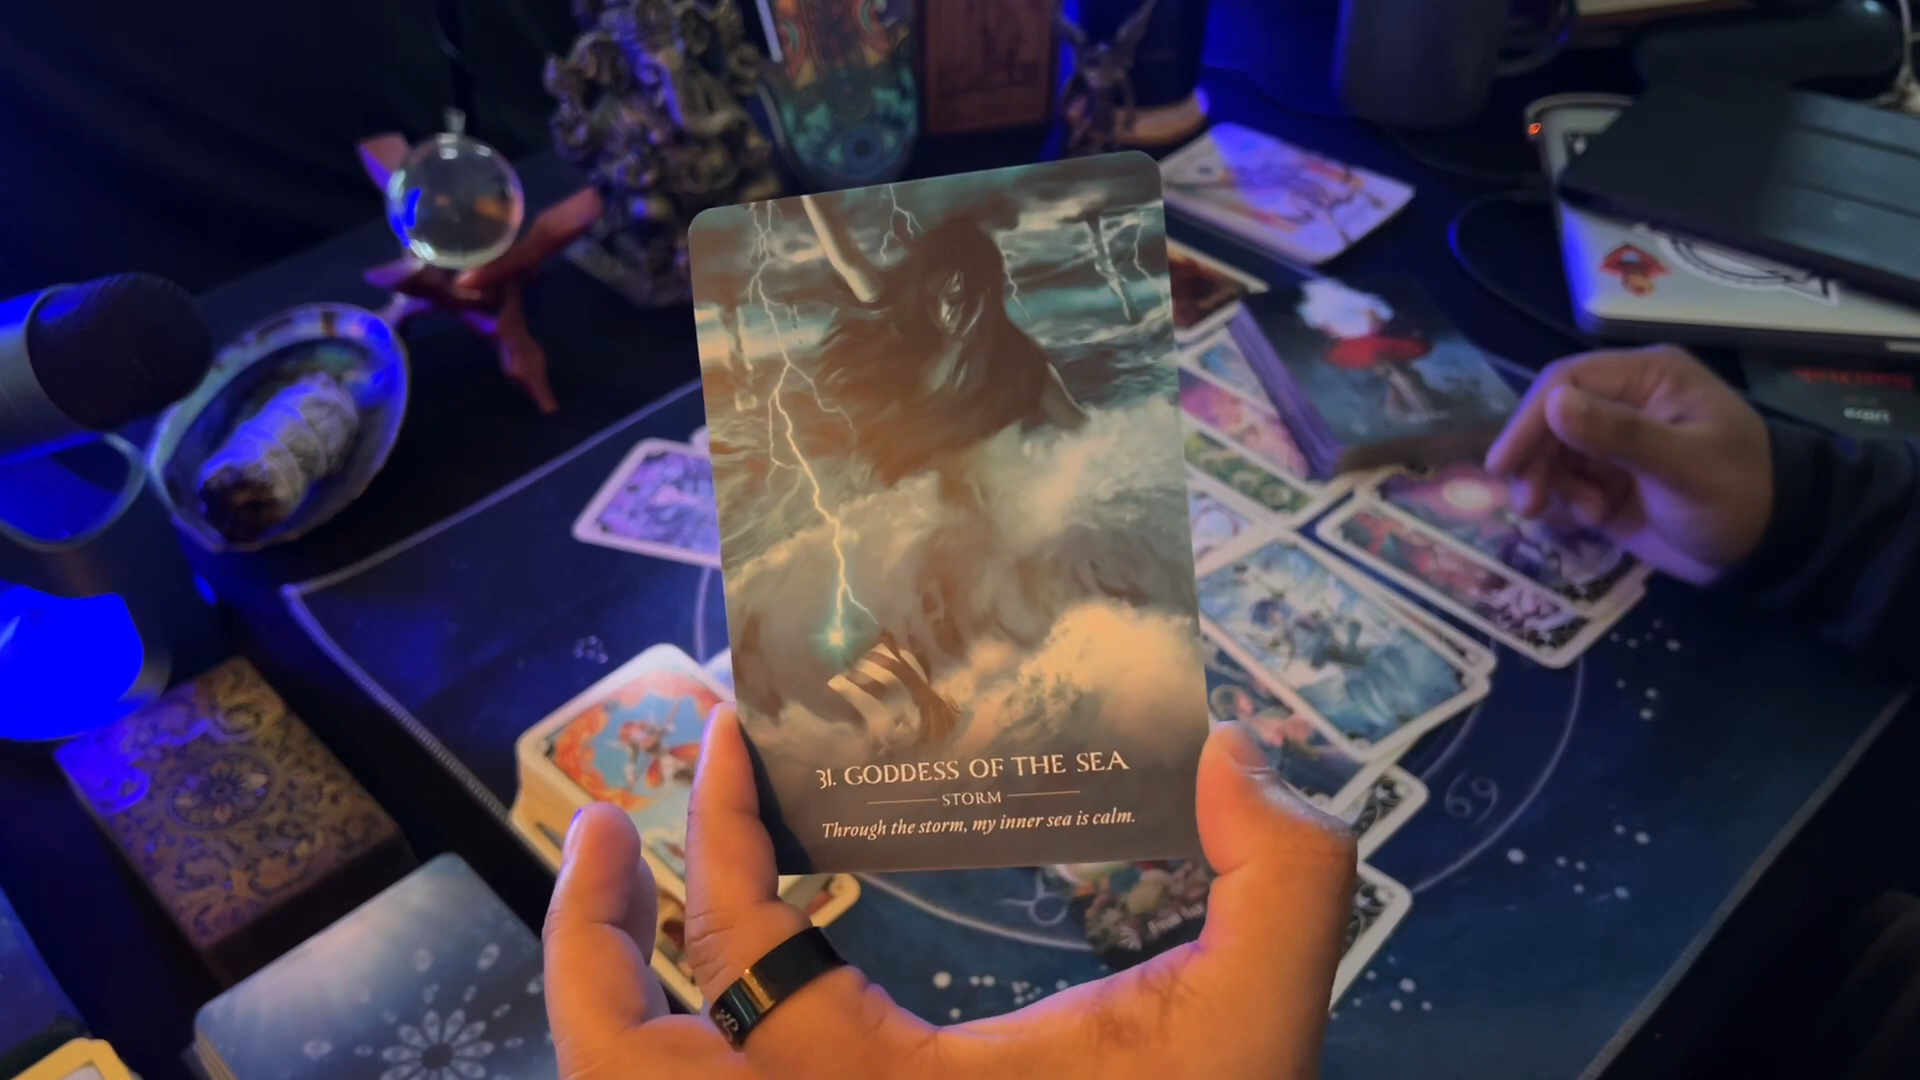 31. GODDESS OF THE SEA
STORM
Through the storm, my inner sea is calm.